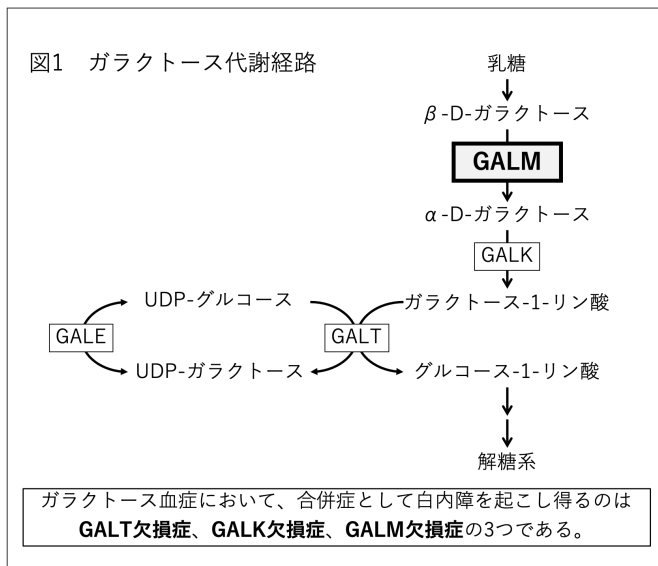 図1 ガラクトース代謝経路
乳糖
β-D-ガラクトース
GALM
α-D-ガラクトース
GALK
UDP-グルコース
ガラクトース-1-リン酸
GALE
GALT
UDP-ガラクトース
グルコース-1-リン酸
解糖系
ガラクトース血症において、合併症として白内障を起こし得るのは
GALT欠損症、GALK欠損症、GALM欠損症の3つである。